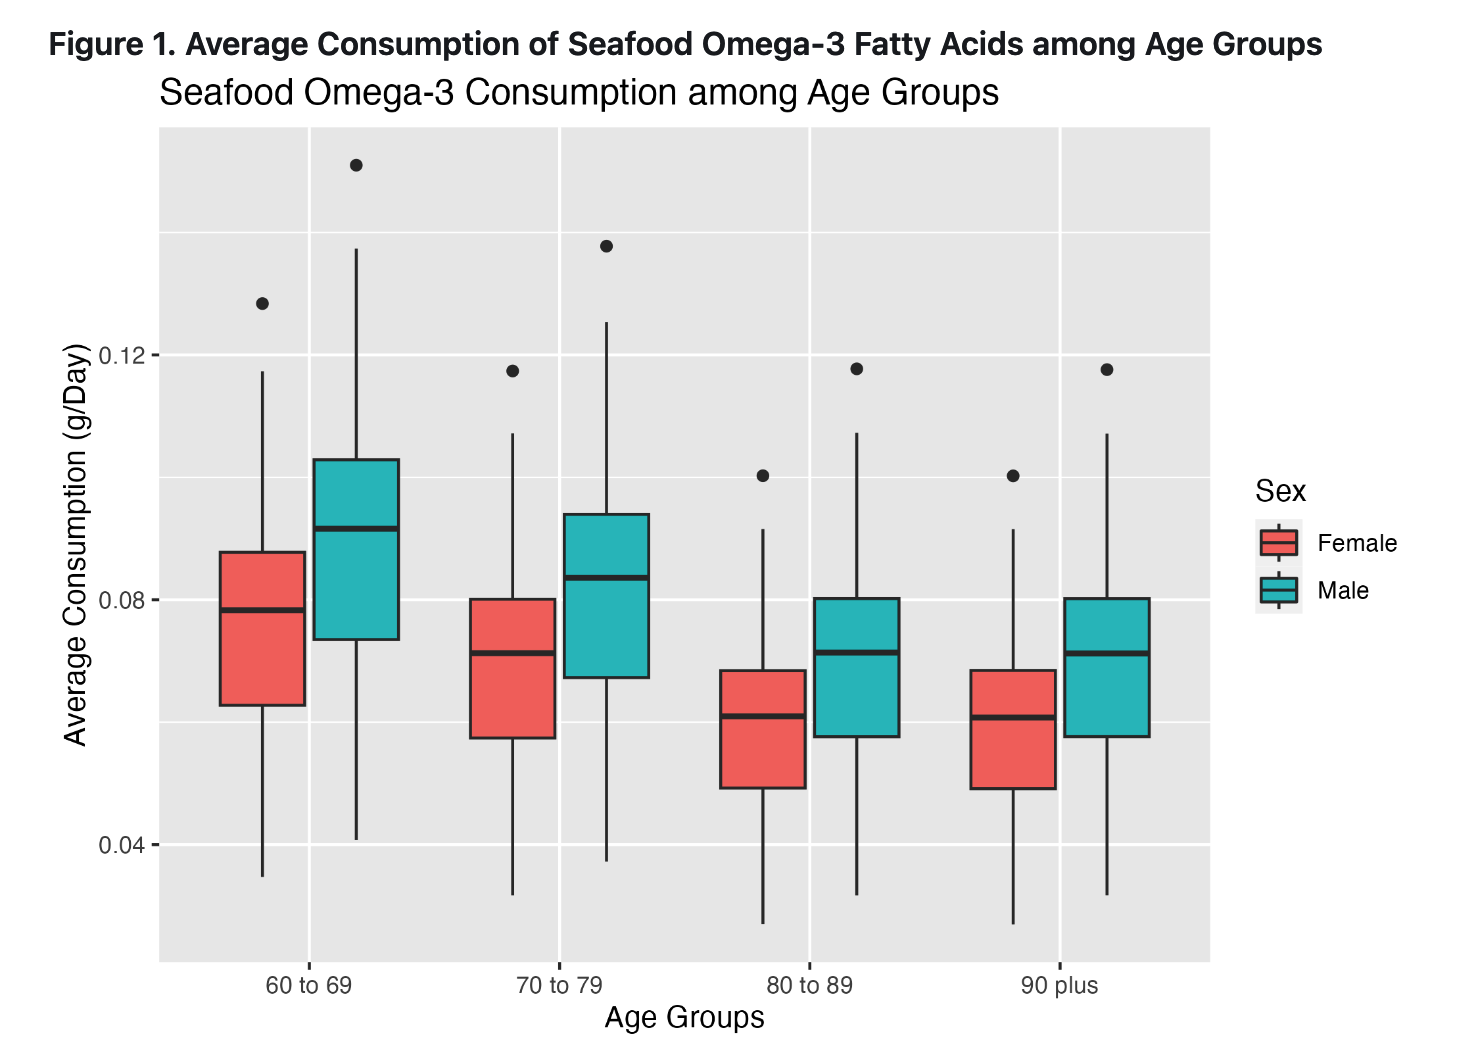 Figure 1. Average Consumption of Seafood Omega-3 Fatty Acids among Age Groups
Seafood Omega-3 Consumption among Age Groups
Average Consumption (g/Day)
0.12
0.08
0.04
60 to 69
70 to 79
80 to 89
90 plus
Age Groups
Sex
Female
Male